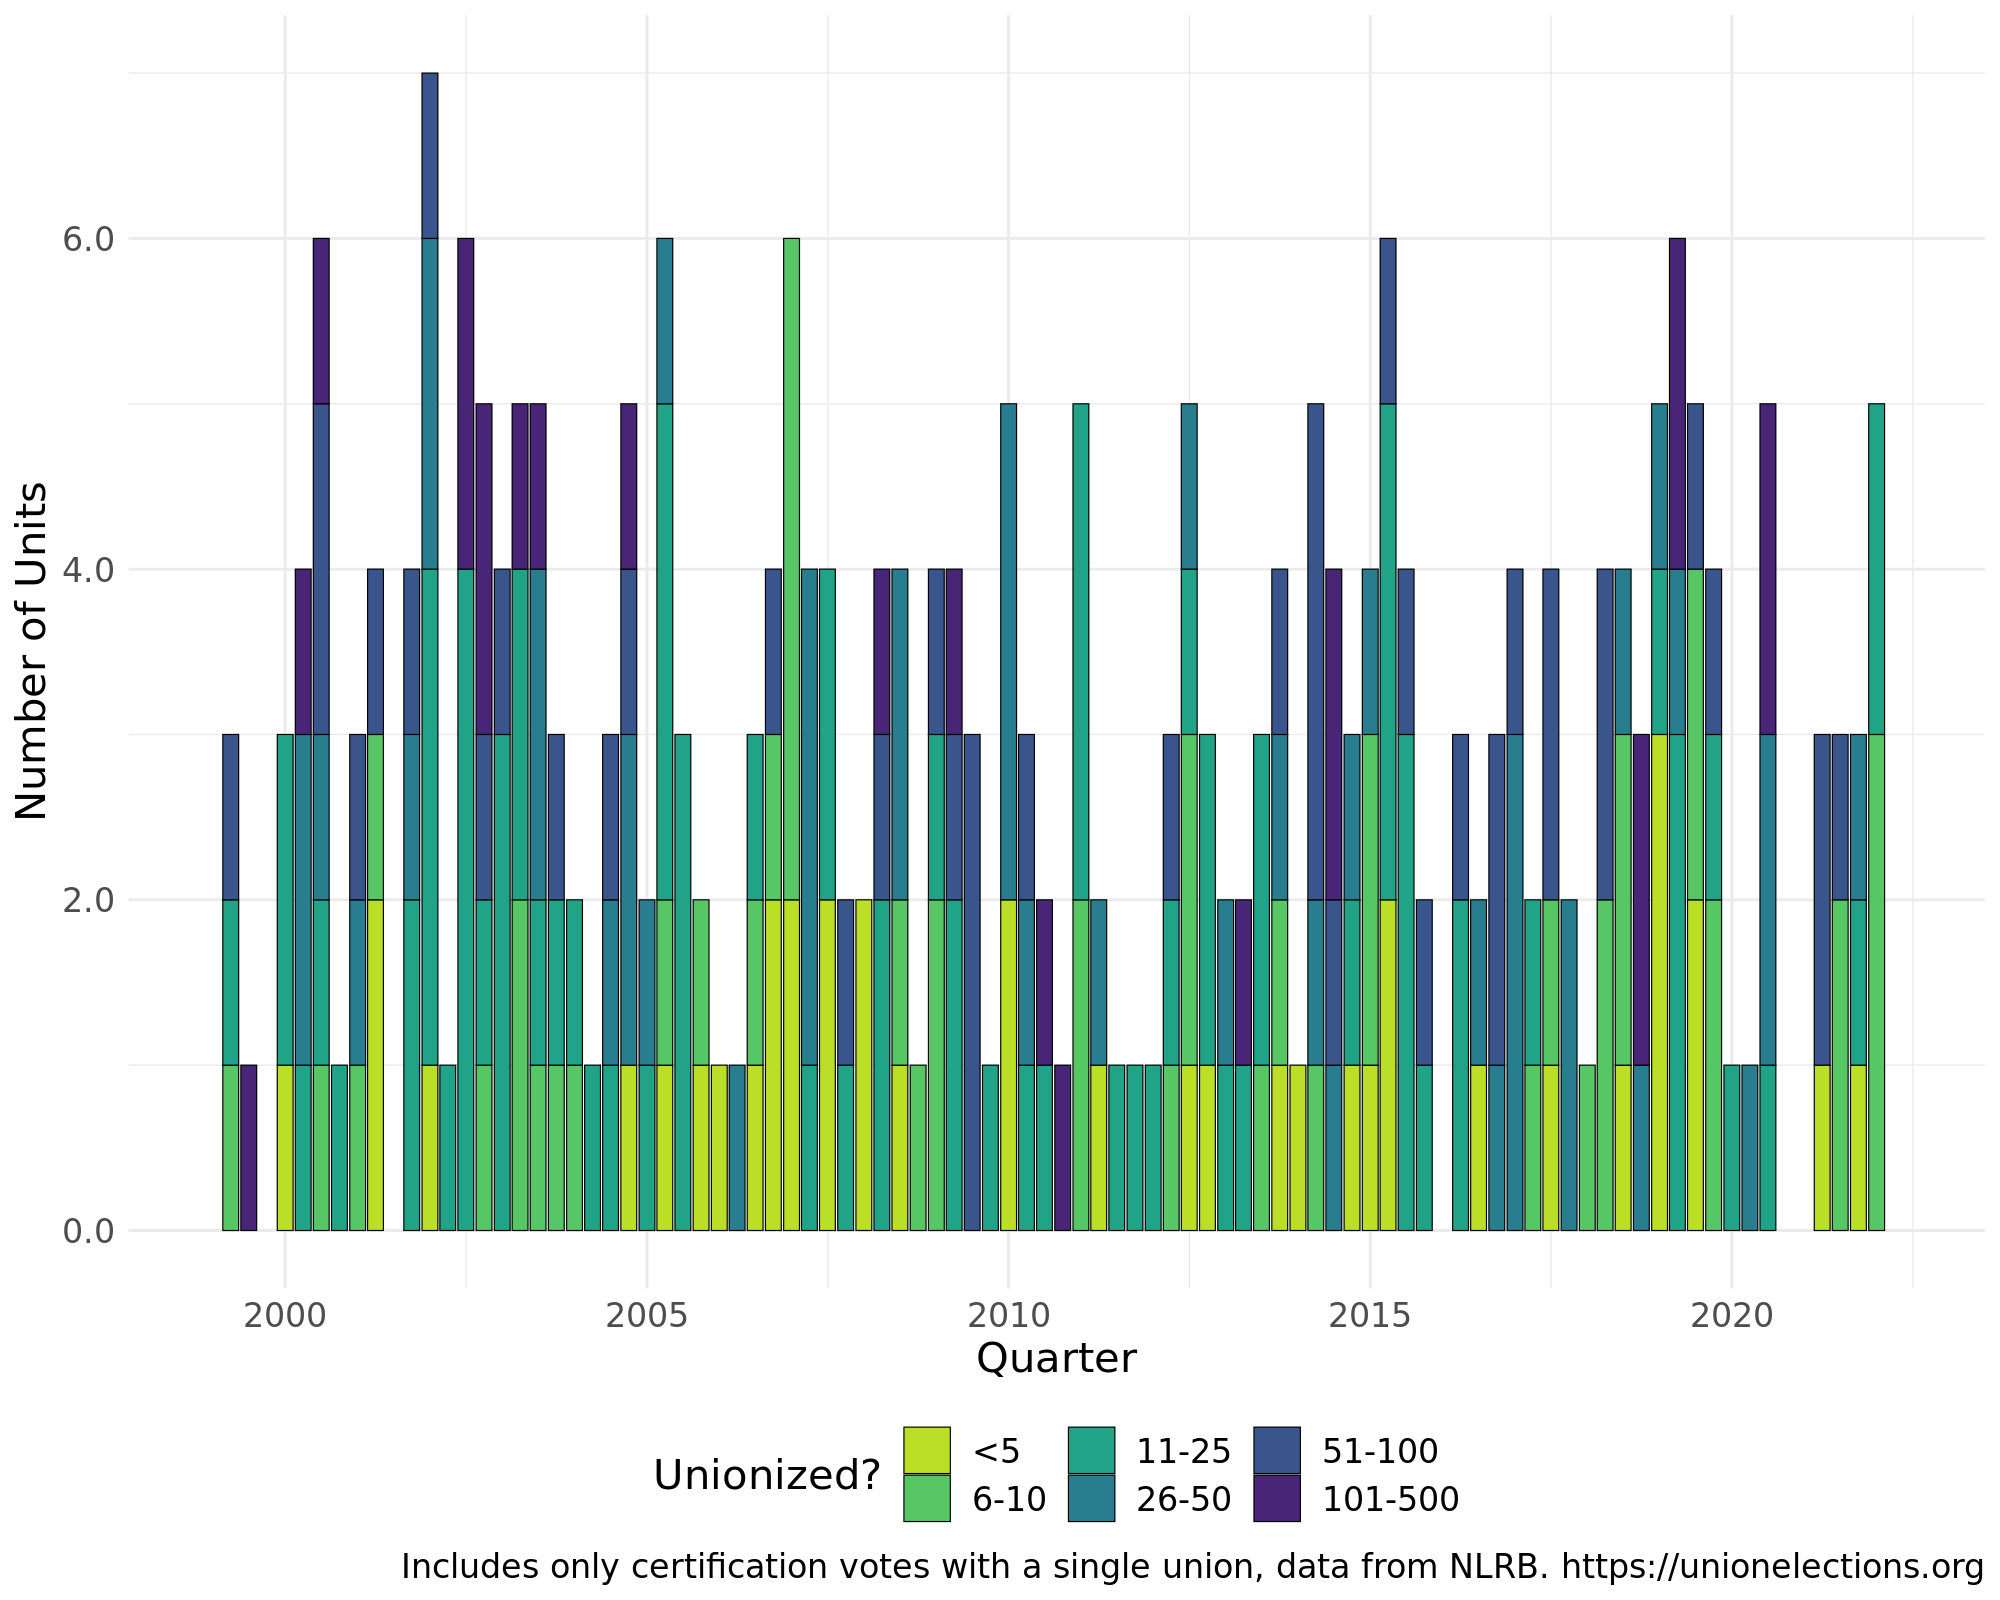 6.0
4.0
2.0
0.0
Number of Units
2000 2005 2010 2015 2020
Quarter
Unionized?
<5 11-25 51-100
6-10 26-50 101-500
Includes only certification votes with a single union, data from NLRB. https://unionelections.org